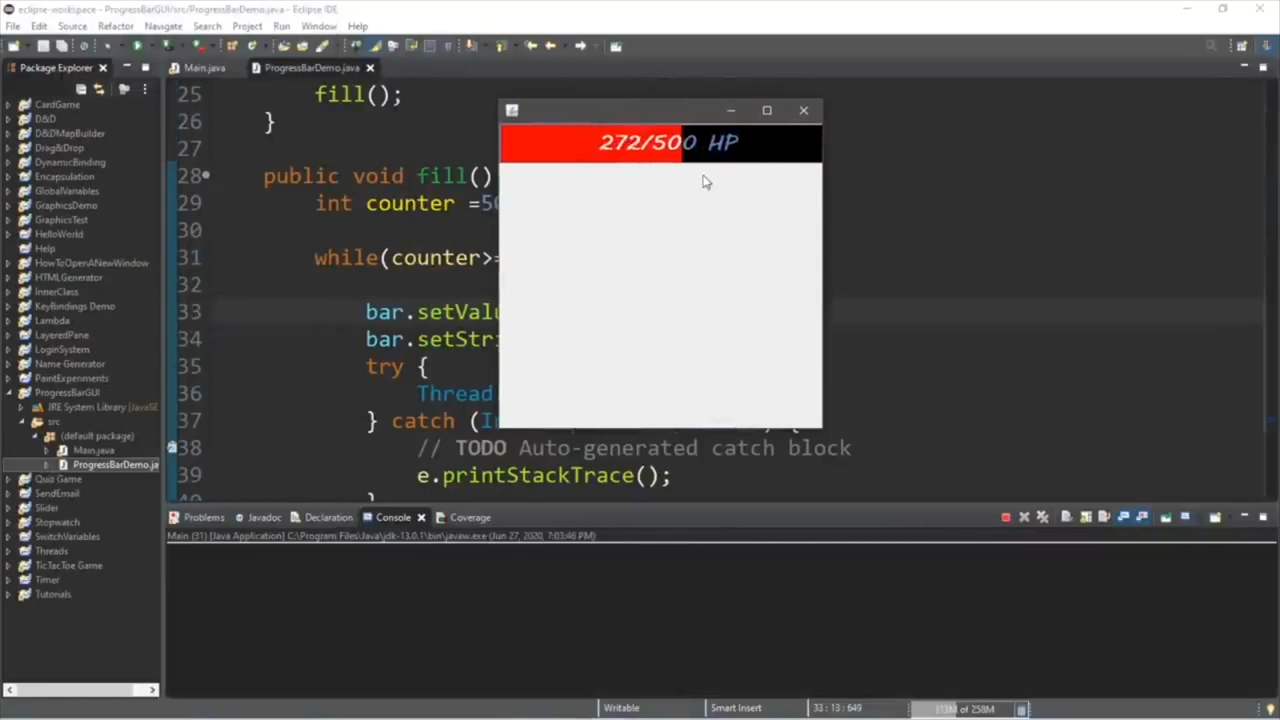 eclipse-workspace - ProgressBarGUI/src/ProgressBarDemo.java - Eclipse IDE
File Edit Source Refactor Navigate Search Project Run Window Help
Package Explorer
Main.java
ProgressBarDemo.java
CardGame
D&D
D&DMapBuilder
Drag&Drop
DynamicBinding
Encapsulation
GlobalVariables
GraphicsDemo
GraphicsTest
HelloWorld
Help
HowToOpenANewWindow
HTMLGenerator
InnerClass
KeyBindings Demo
Lambda
LayeredPane
LoginSystem
Name Generator
PaintExpenments
ProgressBarGUI
JRE System Library [JavaSE
src
(default package)
Main.java
ProgressBarDemo.ja
Quiz Game
SendEmail
Slider
Stopwatch
SwitchVariables
Threads
TicTacToe Game
Timer
Tutorials
25 fill();
26 }
27
28 public void fill()
29 int counter =50
30
31 while(counter>=
32
33 bar.setValu
34 bar.setStri
35 try {
36 Thread.
37 } catch (In
38 // TODO Auto-generated catch block
39 e.printStackTrace();
40 }
272/500 HP
Problems Javadoc Declaration Console Coverage
Main (31) [Java Application] C:\Program Files\Java\jdk-13.0.1\bin\javaw.exe (Jun 27, 2020, 7:03:46 PM)
Writable
Smart Insert
33 : 13 : 649
113M of 258M